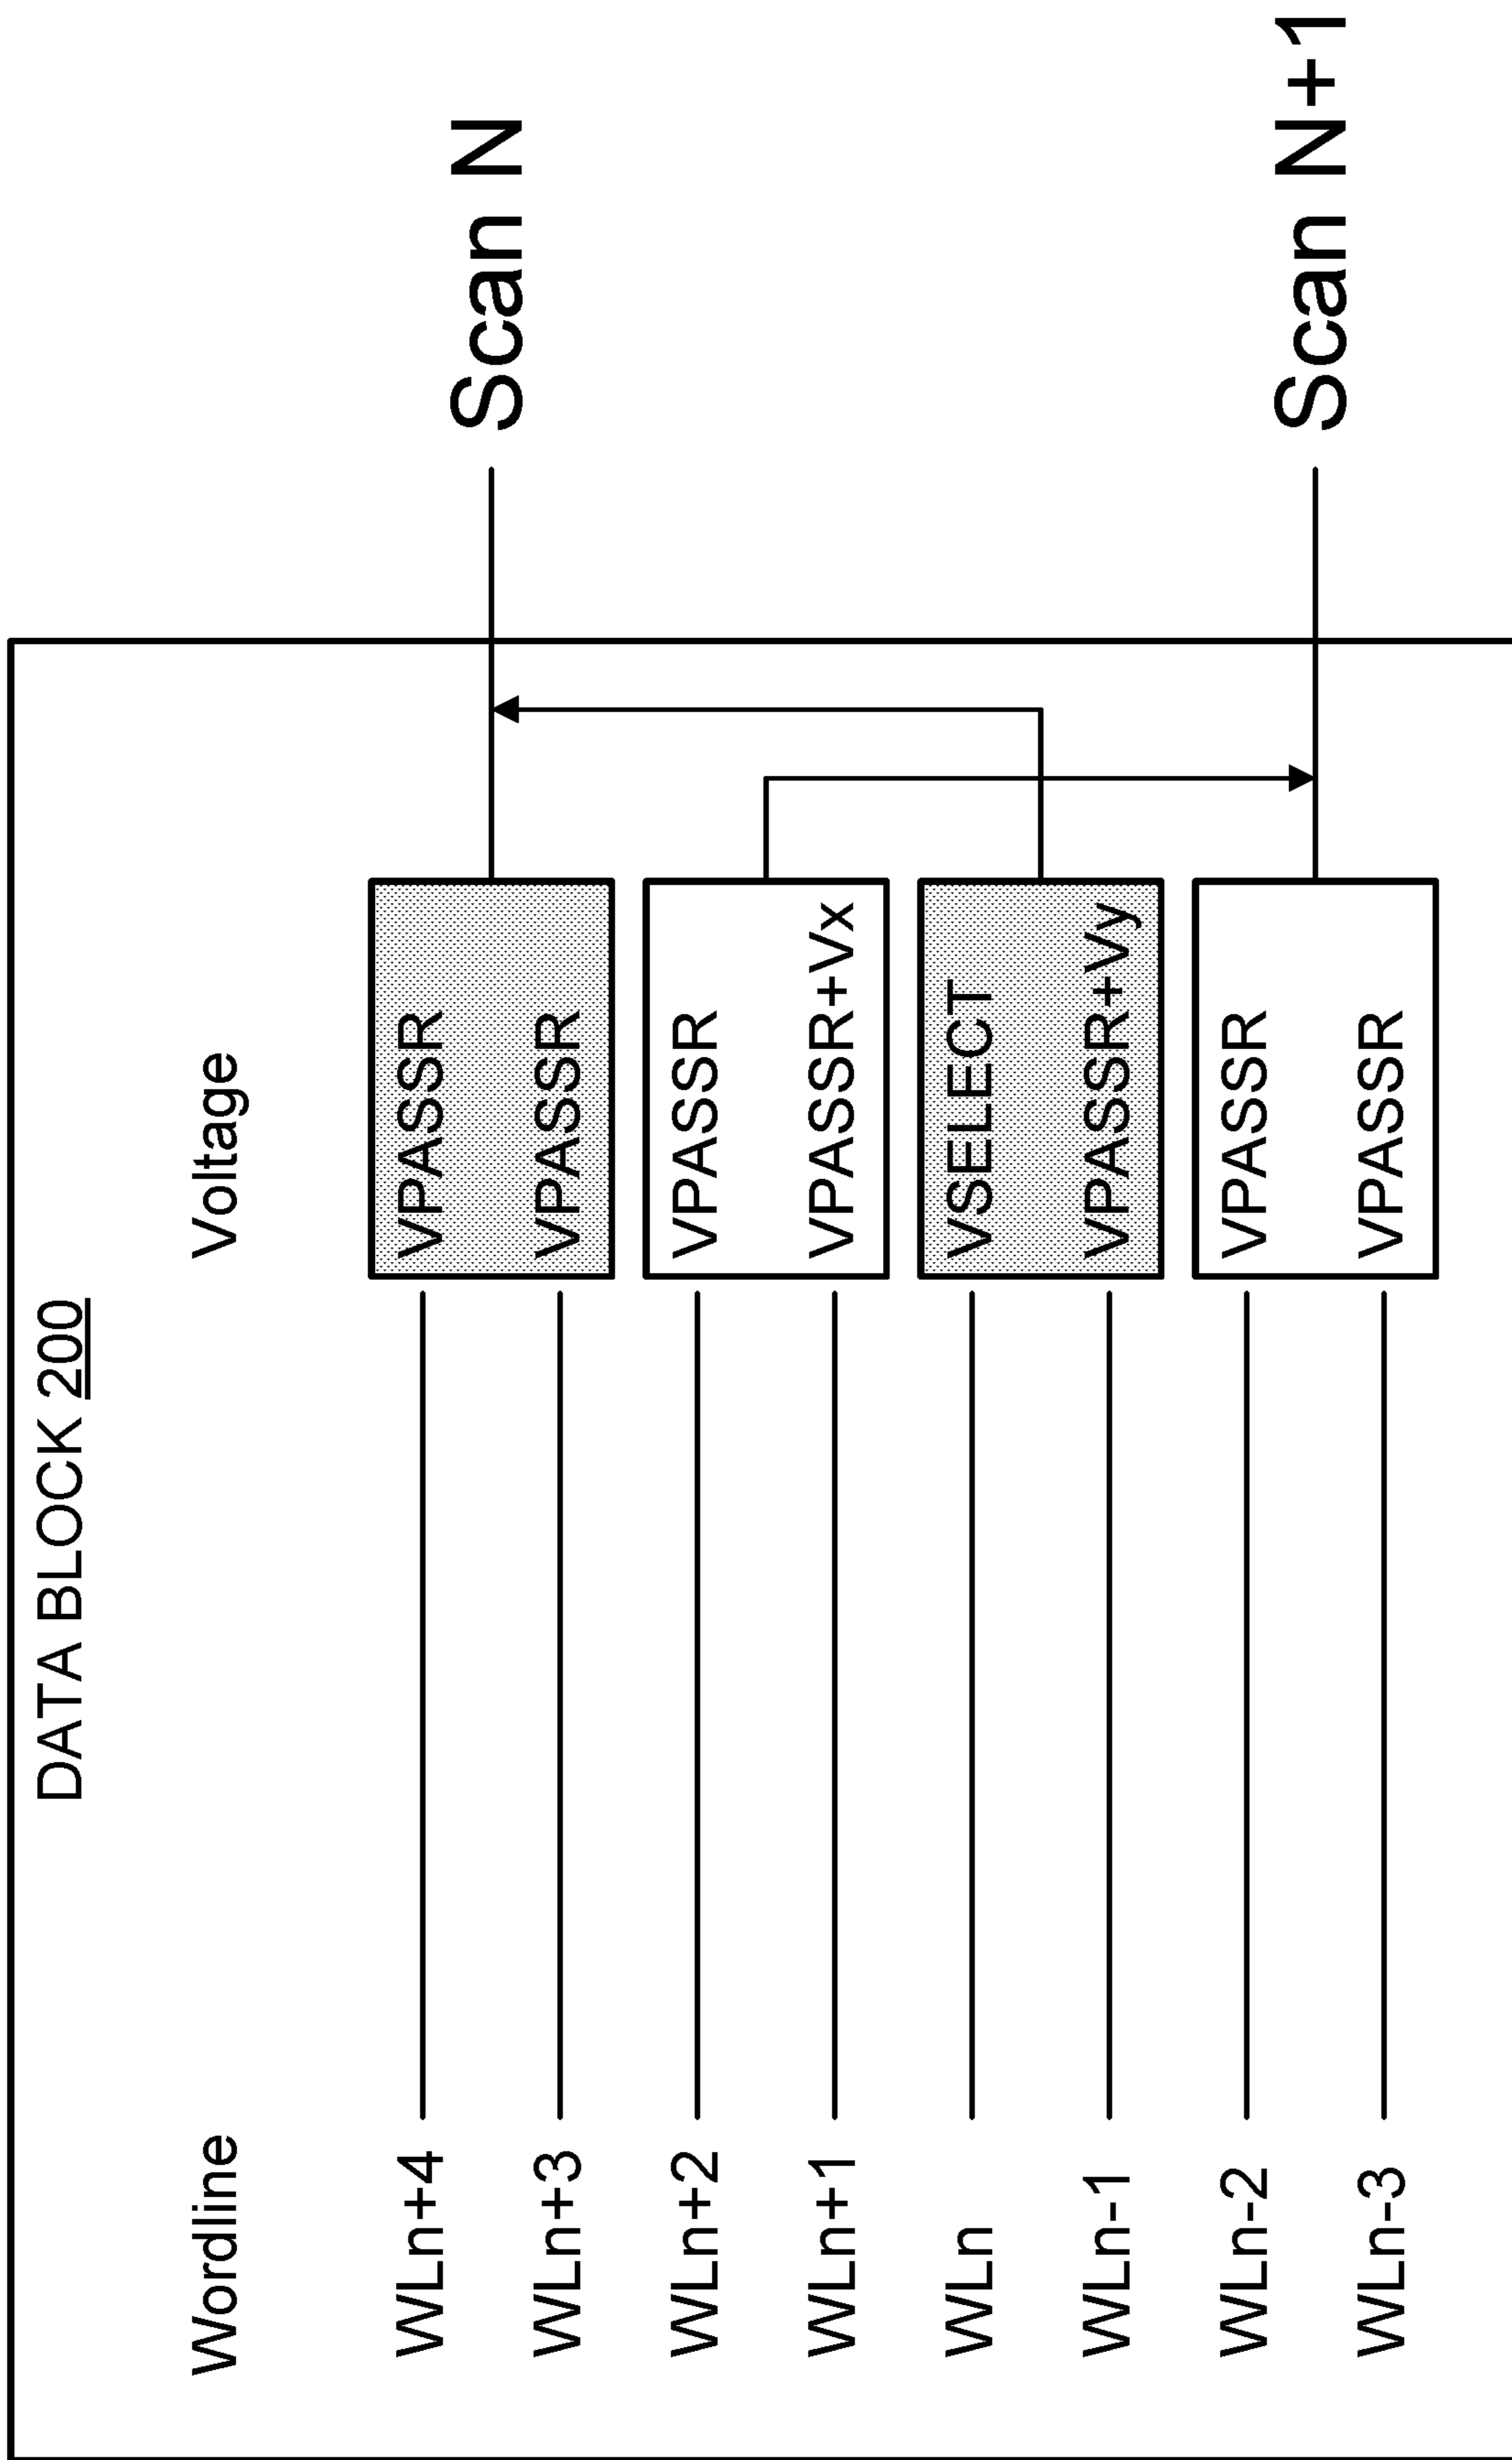 DATA BLOCK 200
Wordline Voltage
WLn+4 VPASSR
WLn+3 VPASSR
Scan N
WLn+2 VPASSR
WLn+1 VPASSR+Vx
WLn VSELECT
WLn-1 VPASSR+Vy
WLn-2 VPASSR
WLn-3 VPASSR
Scan N+1